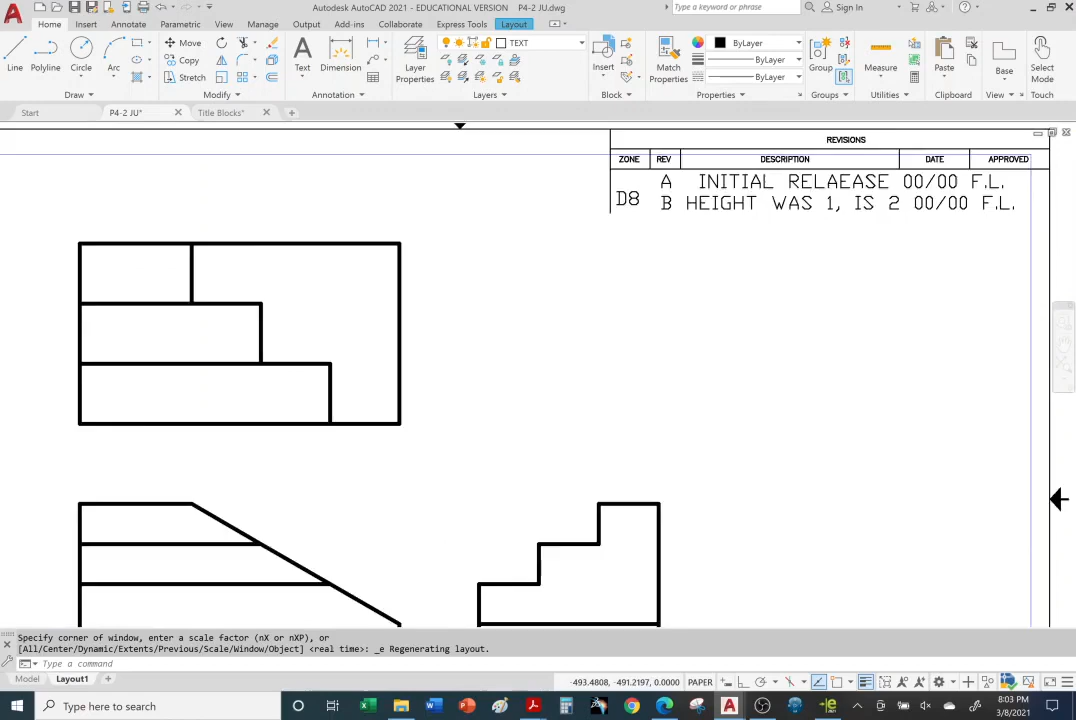 Autodesk AutoCAD 2021 - EDUCATIONAL VERSION P4-2 JU.dwg
Type a keyword or phrase
Sign In
Home Insert Draw Annotate Parametric View Manage Output Add-ins Collaborate Express Tools Layout
Line Polyline Circle Arc
Move
Copy
Stretch
Text Dimension
Layer Properties
TEXT
Insert
Match Properties
ByLayer
ByLayer
ByLayer
Group
Measure
Paste
Base
Select Mode
Draw Modify Annotation Layers Block Properties Groups Utilities Clipboard View Touch
Start P4-2 JU* Title Blocks*
REVISIONS
ZONE REV DESCRIPTION DATE APPROVED
A INITIAL RELAEASE 00/00 F.L.
D8 B HEIGHT WAS 1, IS 2 00/00 F.L.
Specify corner of window, enter a scale factor (nX or nXP), or
[All/Center/Dynamic/Extents/Previous/Scale/Window/Object] <real time>: _e Regenerating layout.
Type a command
Model Layout1
-493.4808, -491.2197, 0.0000 PAPER
Type here to search
8:03 PM
3/8/2021